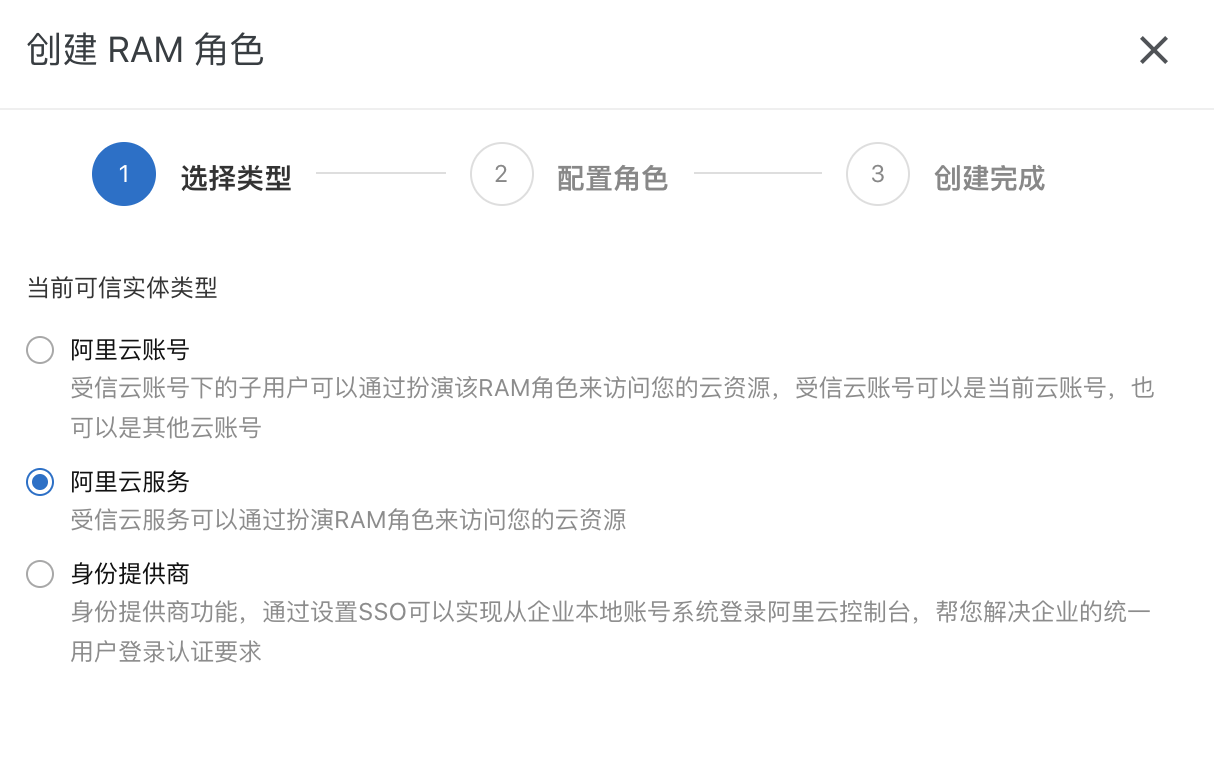 创建 RAM 角色
1 选择类型 2 配置角色 3 创建完成
当前可信实体类型
阿里云账号
受信云账号下的子用户可以通过扮演该RAM角色来访问您的云资源，受信云账号可以是当前云账号，也
可以是其他云账号
阿里云服务
受信云服务可以通过扮演RAM角色来访问您的云资源
身份提供商
身份提供商功能，通过设置SSO可以实现从企业本地账号系统登录阿里云控制台，帮您解决企业的统一
用户登录认证要求